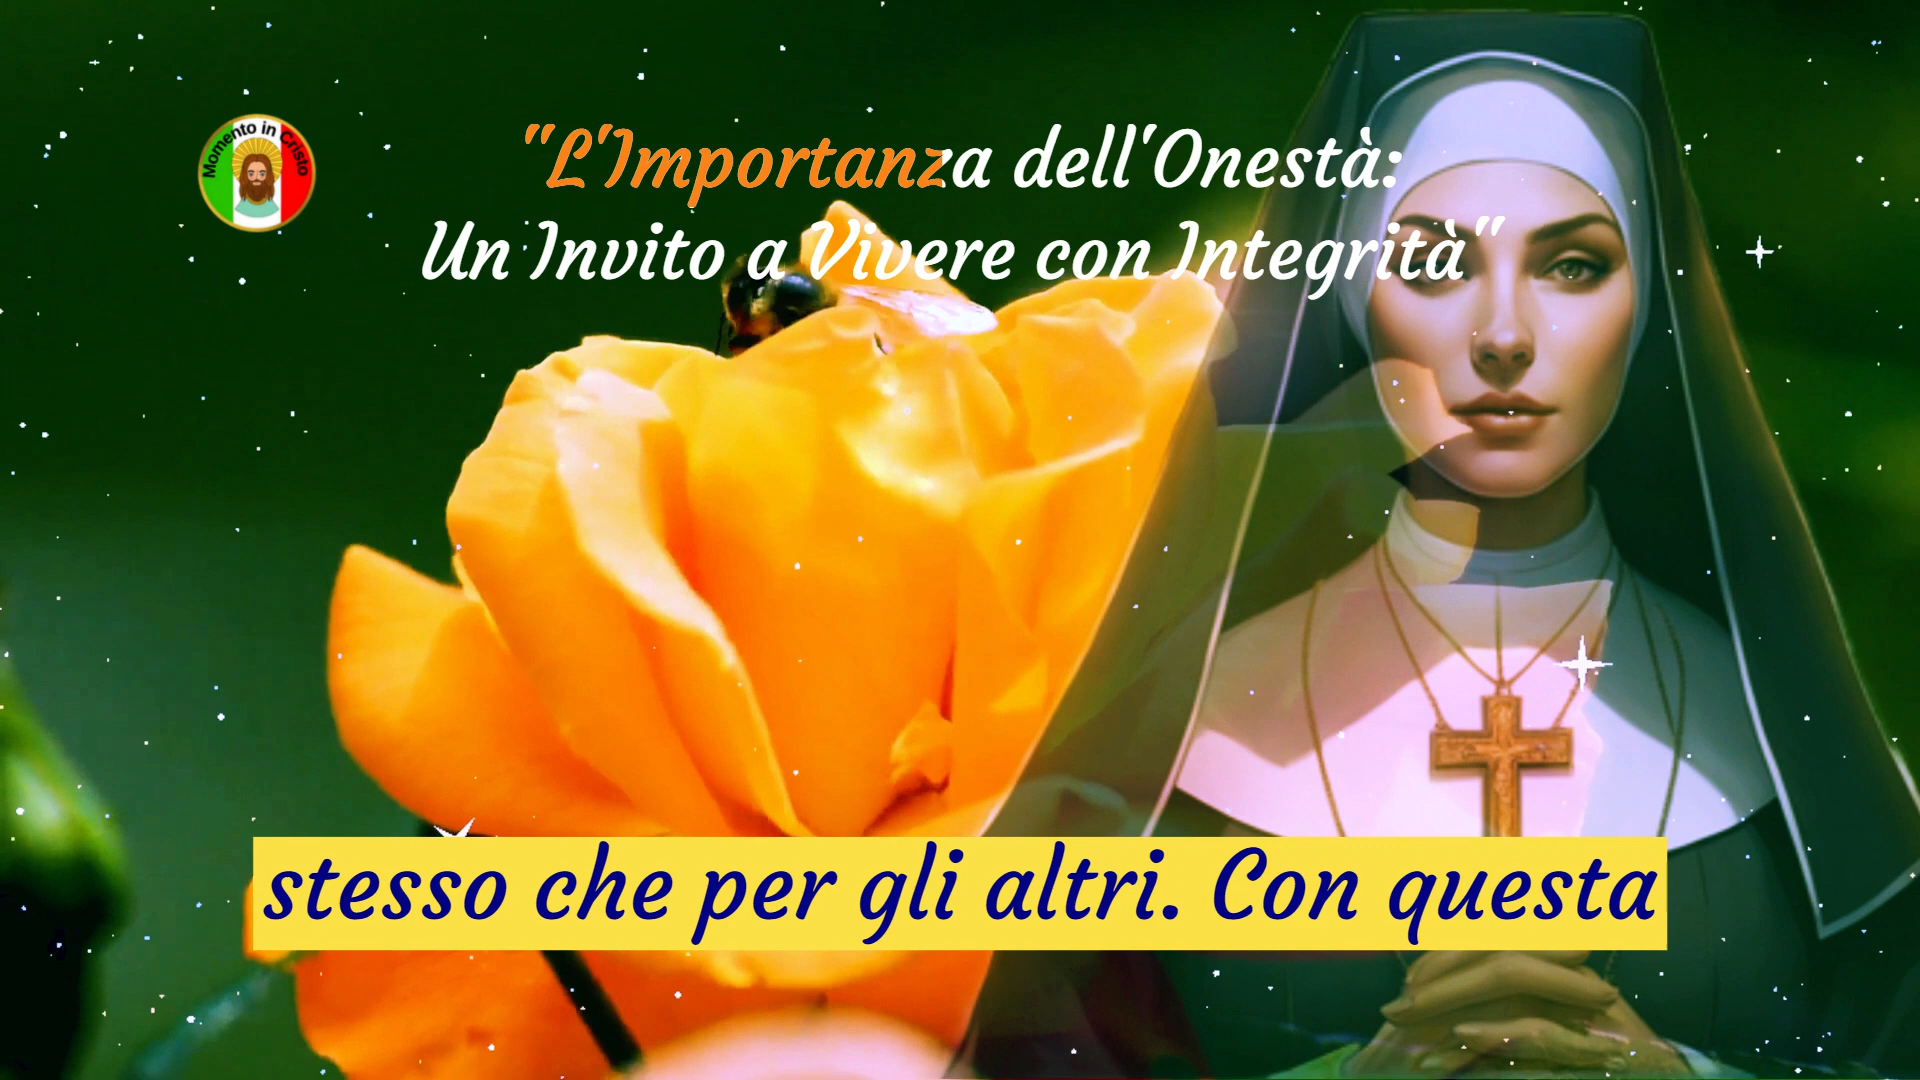 Momento in Cristo
"L'Importanza dell'Onestà:
Un Invito a Vivere con Integrità"
stesso che per gli altri. Con questa